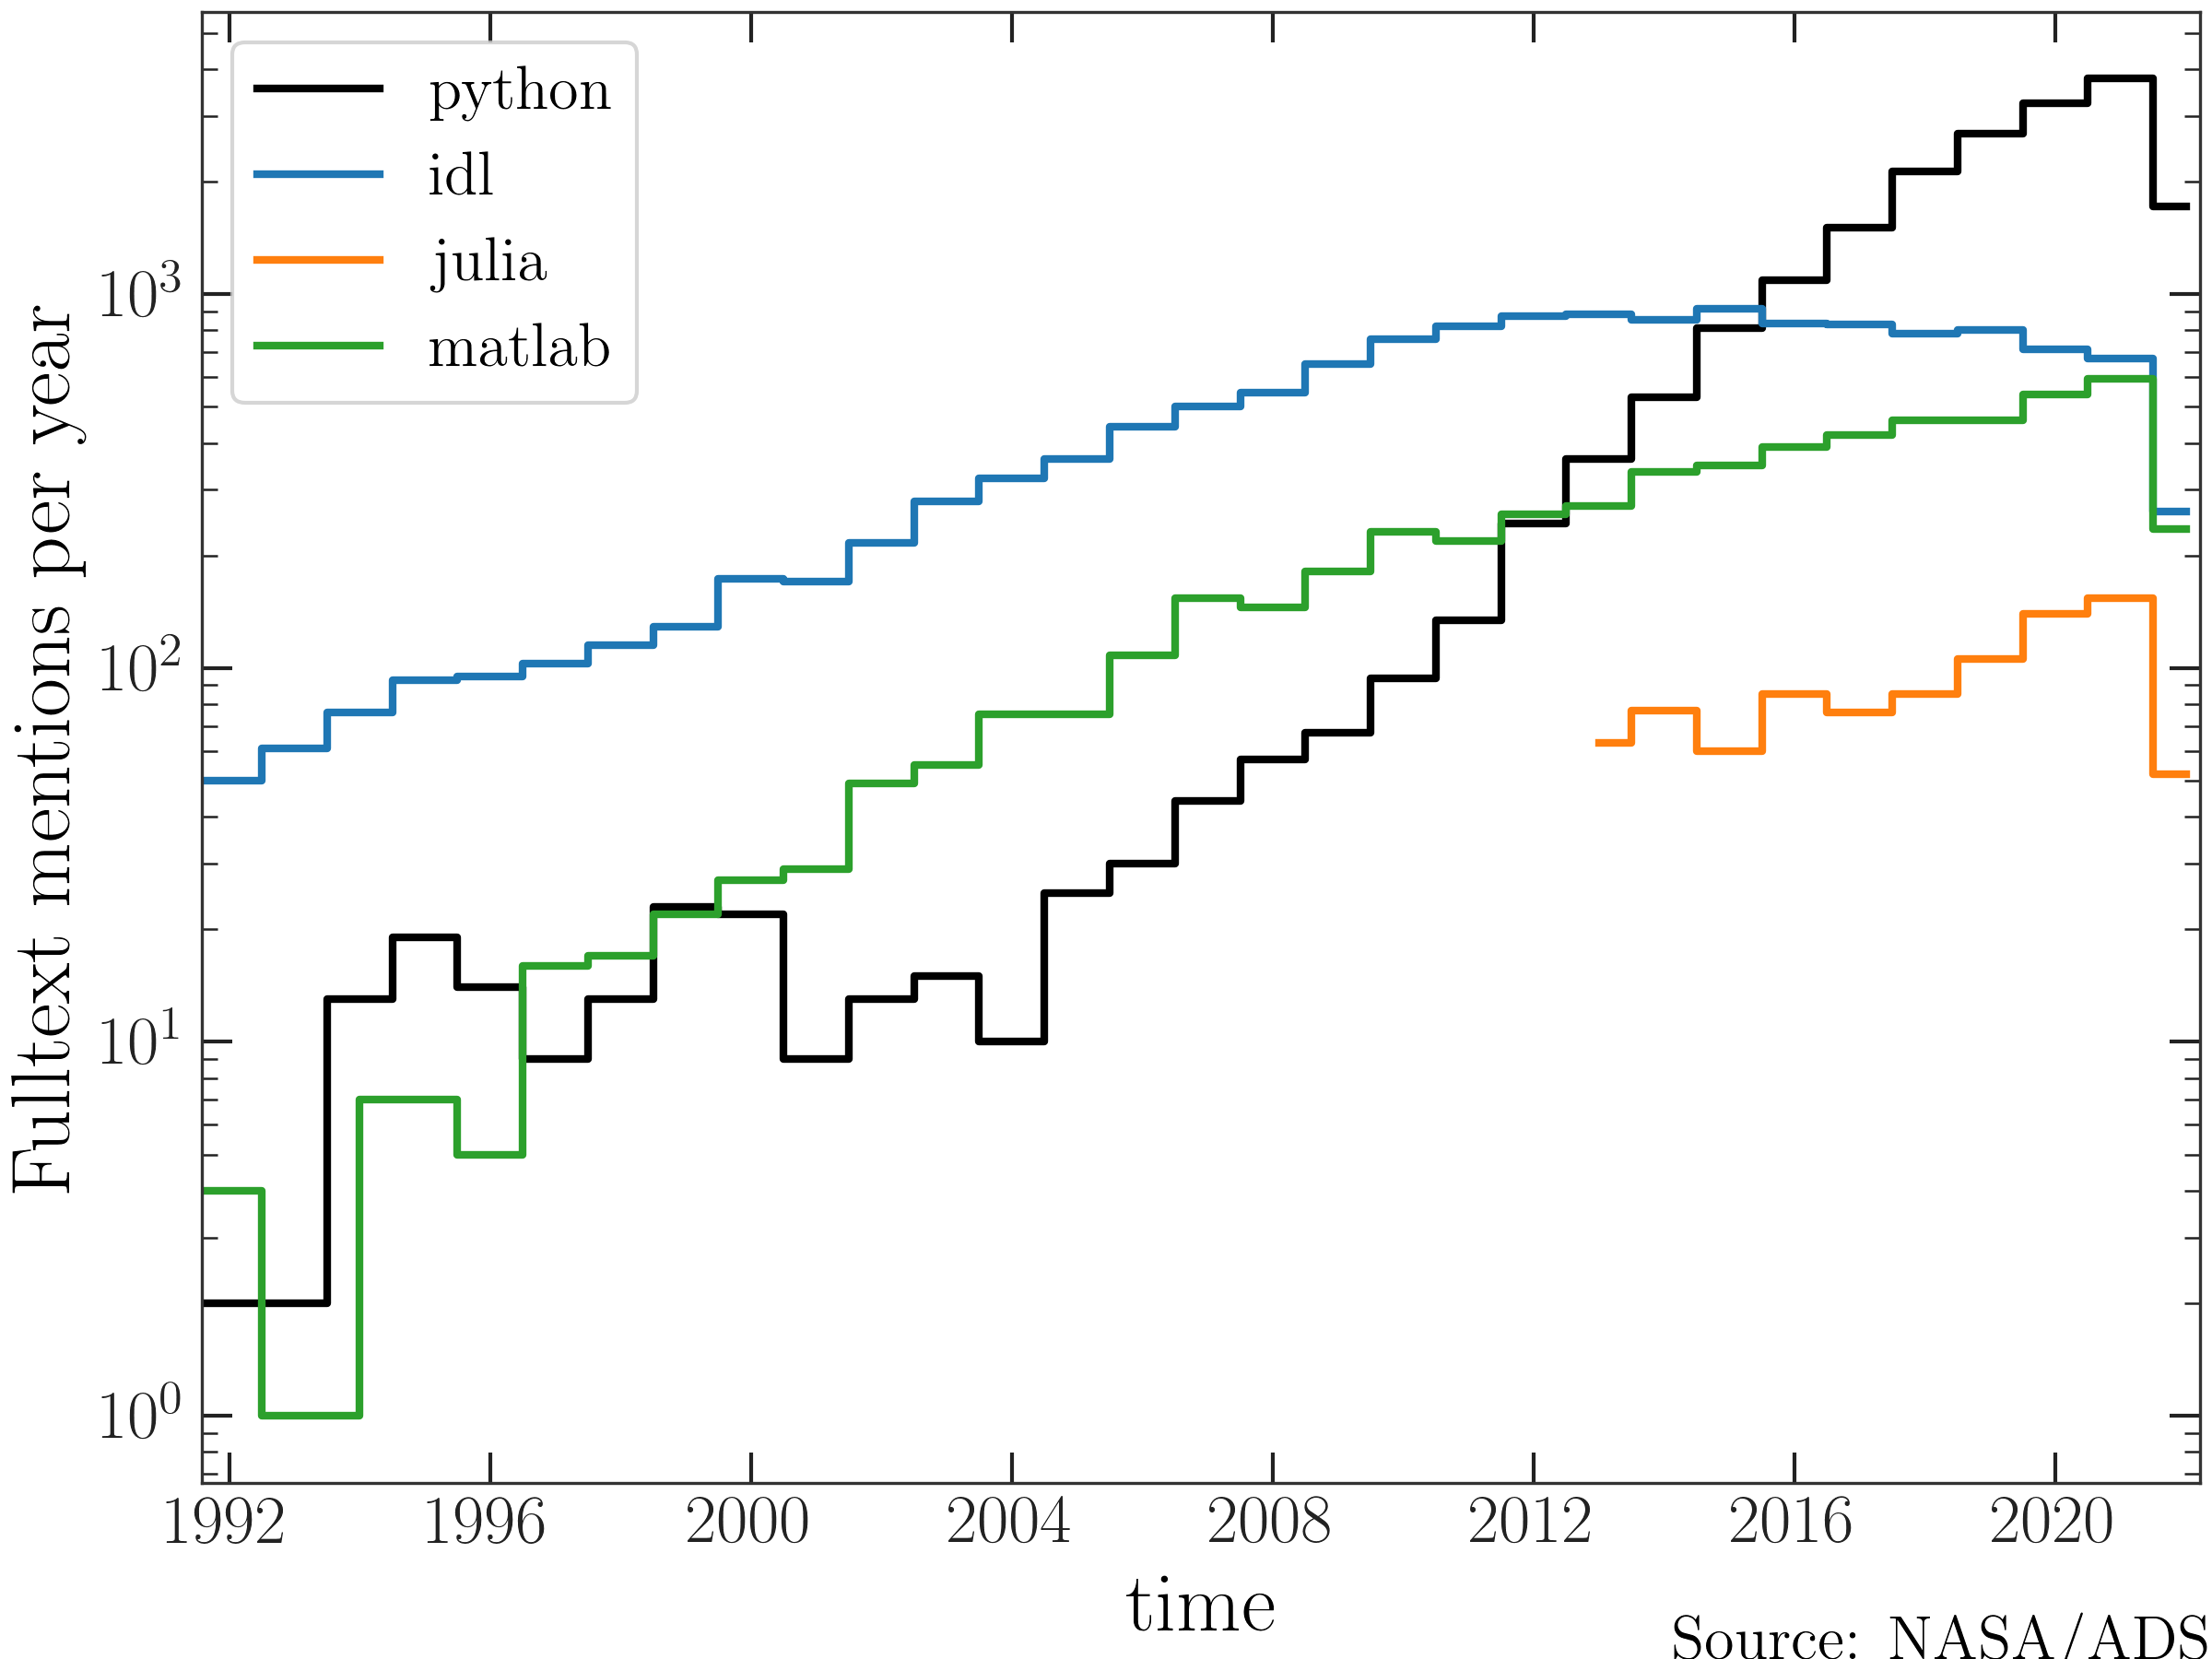 python
idl
julia
matlab
Fulltext mentions per year
10³
10²
10¹
10⁰
1992 1996 2000 2004 2008 2012 2016 2020
time
Source: NASA/ADS